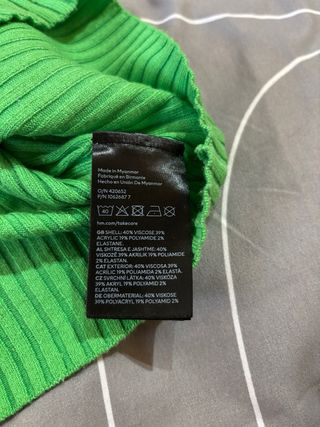 Made in Myanmar
Fabriqué en Birmanie
Hecho en Unión De Myanmar
O/N 420652
P/N 1062687 7
40
hm.com/takecare
GB SHELL: 40% VISCOSE 39%
ACRYLIC 19% POLYAMIDE 2%
ELASTANE.
AL SHTRESA E JASHTME: 40%
VISKOZË 39% AKRILIK 19% POLIAMIDE
2% ELASTAN.
CAT EXTERIOR: 40% VISCOSA 39%
ACRÍLIC 19% POLIAMIDA 2% ELASTÀ.
CZ SVRCHNÍ LÁTKA: 40% VISKÓZA
39% AKRYL 19% POLYAMID 2%
ELASTAN.
DE OBERMATERIAL: 40% VISKOSE
39% POLYACRYL 19% POLYAMID 2%